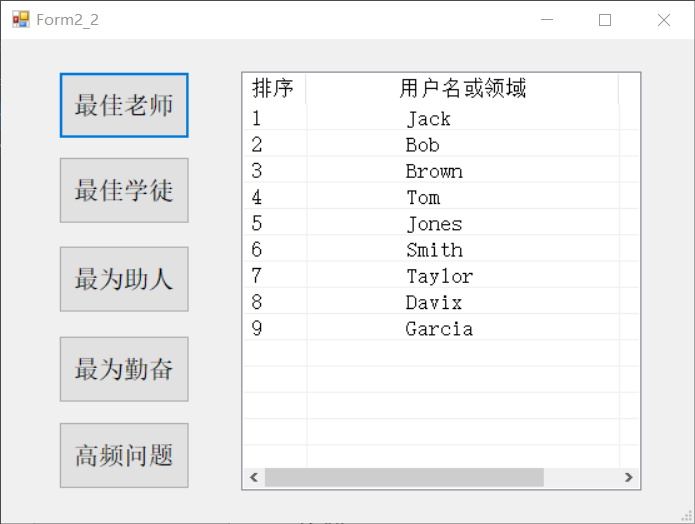 Form2_2
最佳老师
最佳学徒
最为助人
最为勤奋
高频问题
排序 用户名或领域
1 Jack
2 Bob
3 Brown
4 Tom
5 Jones
6 Smith
7 Taylor
8 Davix
9 Garcia